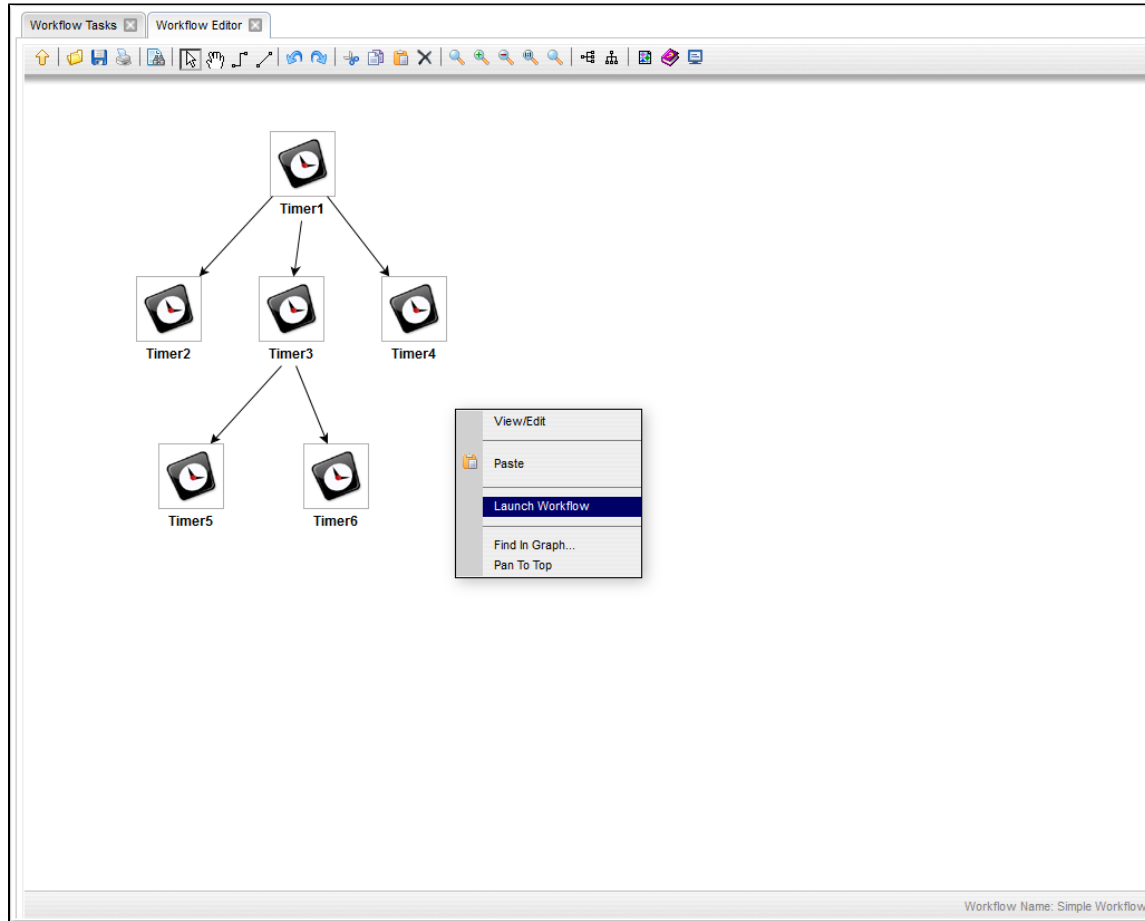 Workflow Tasks
Workflow Editor
Timer1
Timer2
Timer3
Timer4
View/Edit
Paste
Launch Workflow
Find In Graph...
Pan To Top
Timer5
Timer6
Workflow Name: Simple Workflow